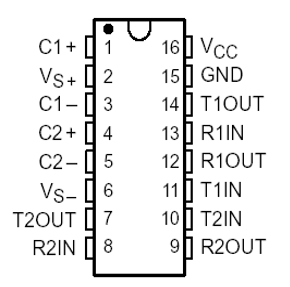 C1+ 1 16 VCC
VS+ 2 15 GND
C1– 3 14 T1OUT
C2+ 4 13 R1IN
C2– 5 12 R1OUT
VS– 6 11 T1IN
T2OUT 7 10 T2IN
R2IN 8 9 R2OUT